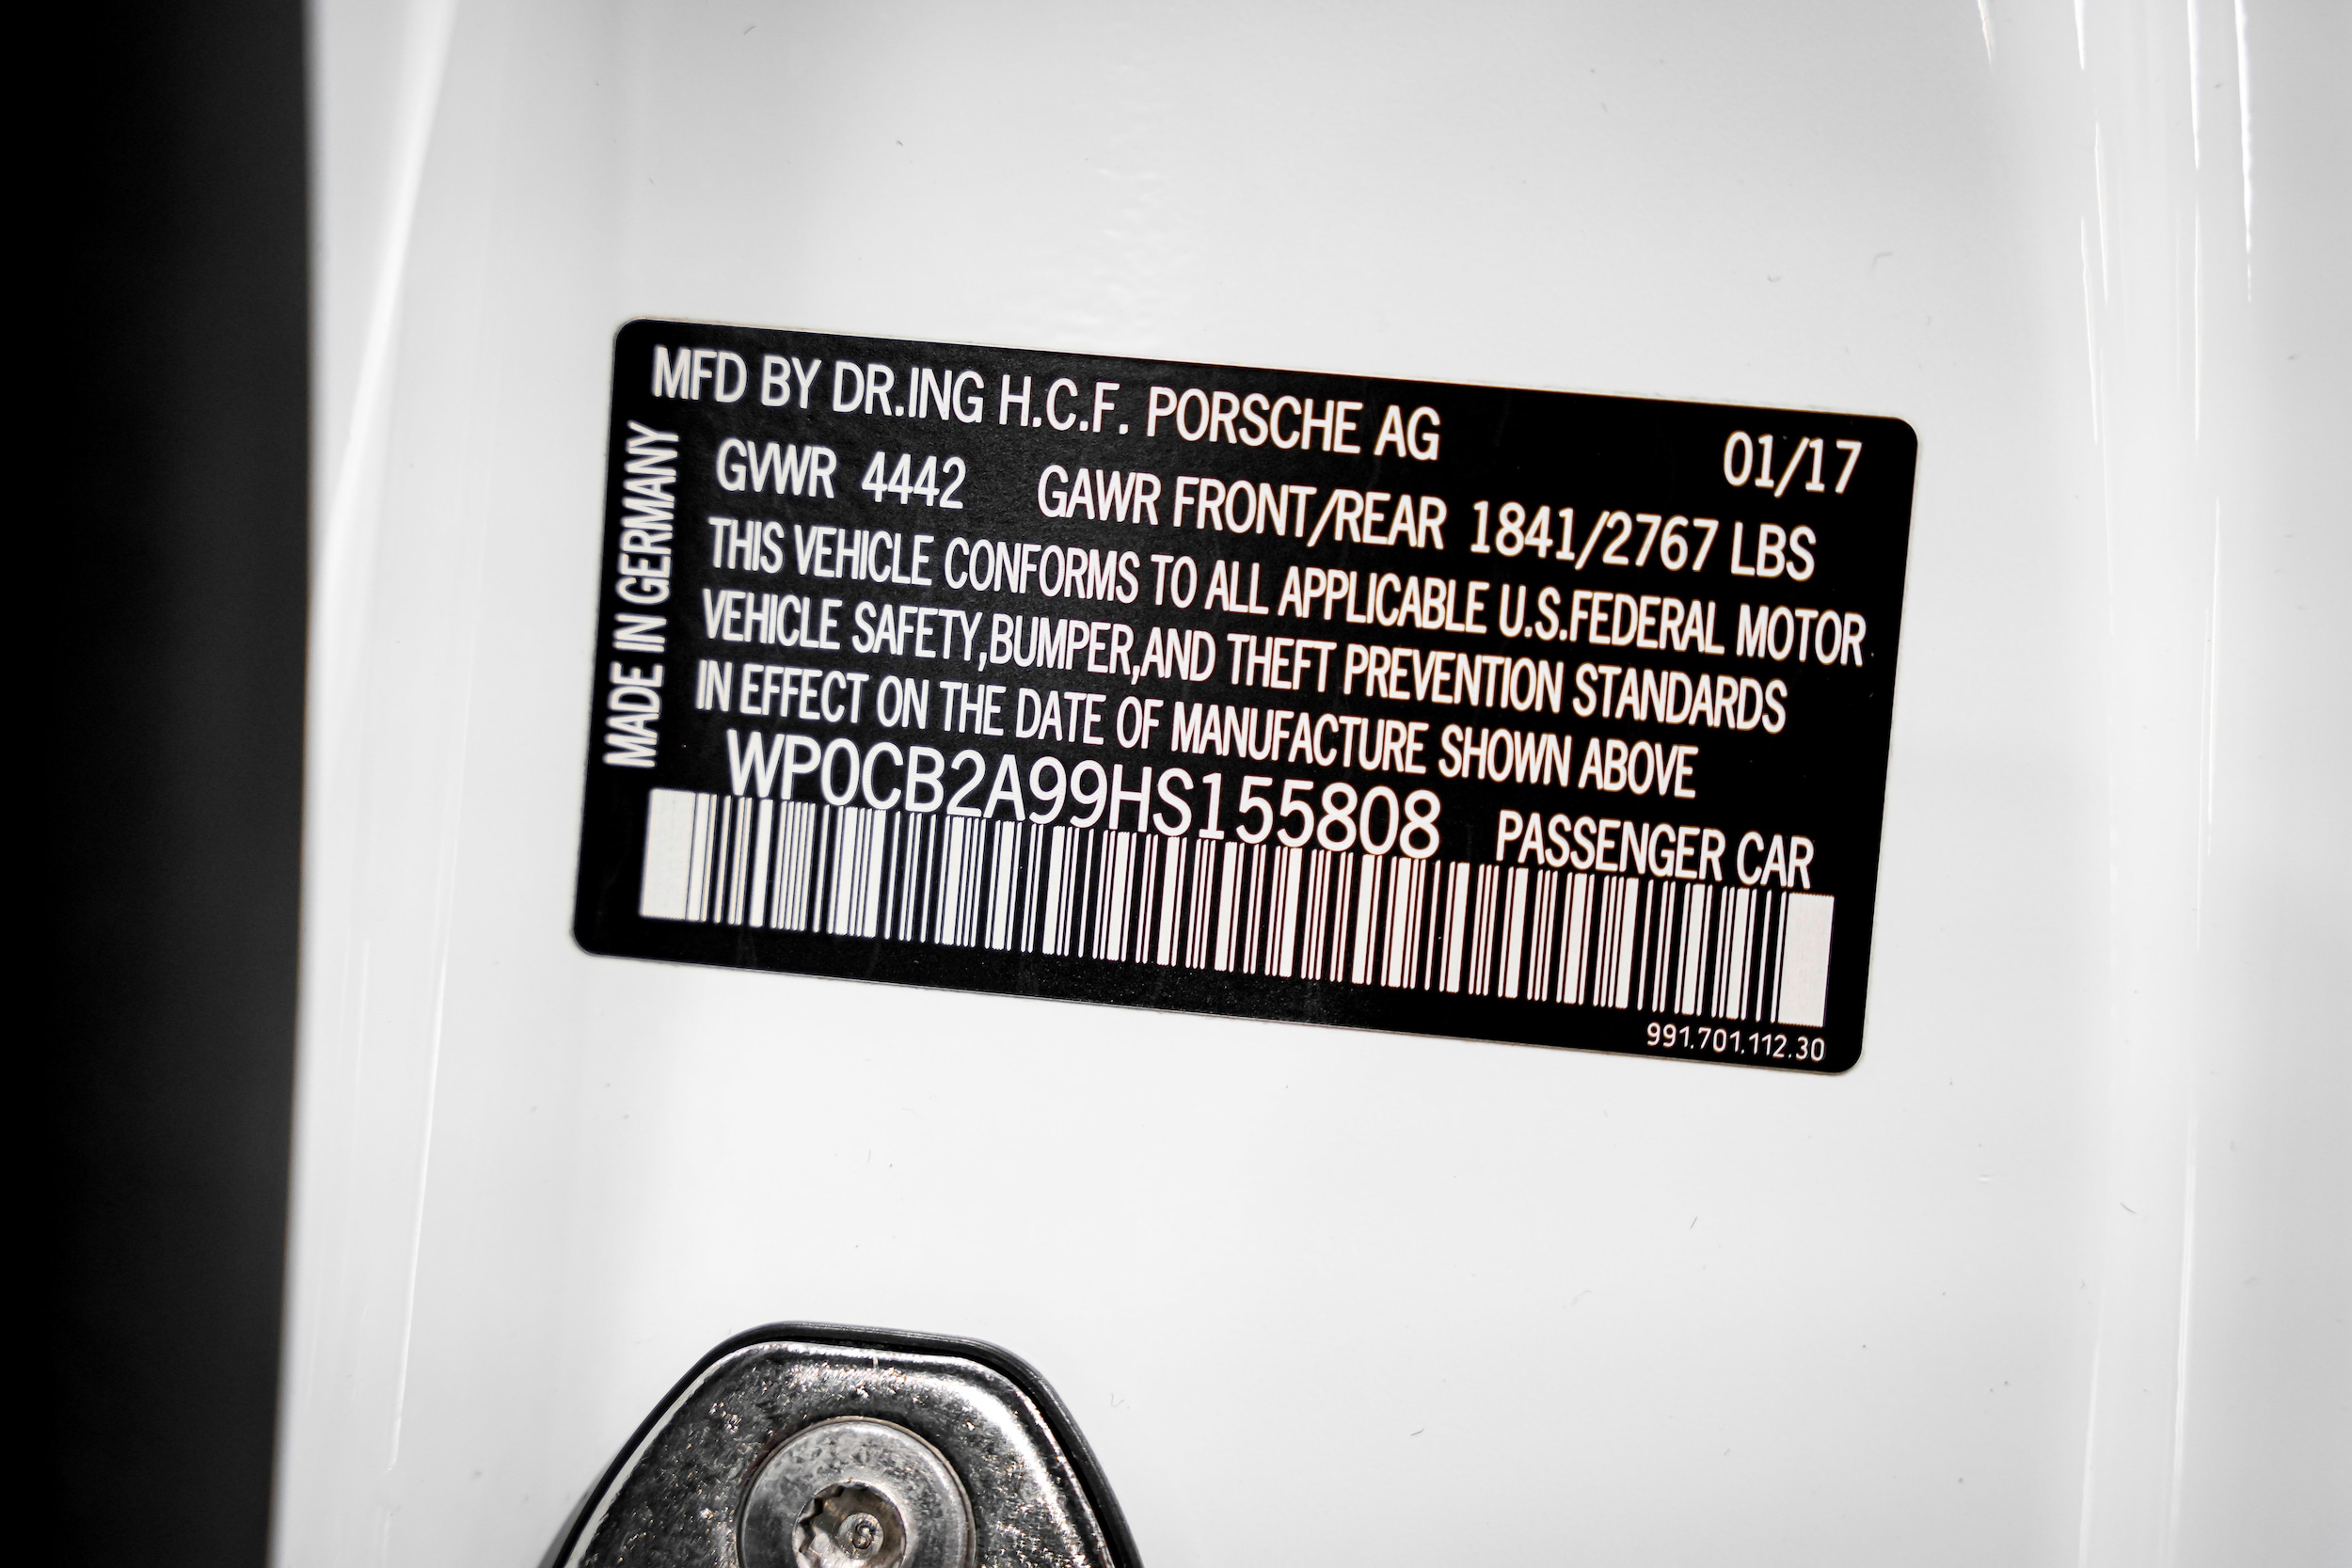 MFD BY DR.ING H.C.F. PORSCHE AG 01/17
GVWR 4442 GAWR FRONT/REAR 1841/2767 LBS
THIS VEHICLE CONFORMS TO ALL APPLICABLE U.S.FEDERAL MOTOR
VEHICLE SAFETY,BUMPER,AND THEFT PREVENTION STANDARDS
IN EFFECT ON THE DATE OF MANUFACTURE SHOWN ABOVE
WP0CB2A99HS155808 PASSENGER CAR
991.701.112.30
MADE IN GERMANY
S